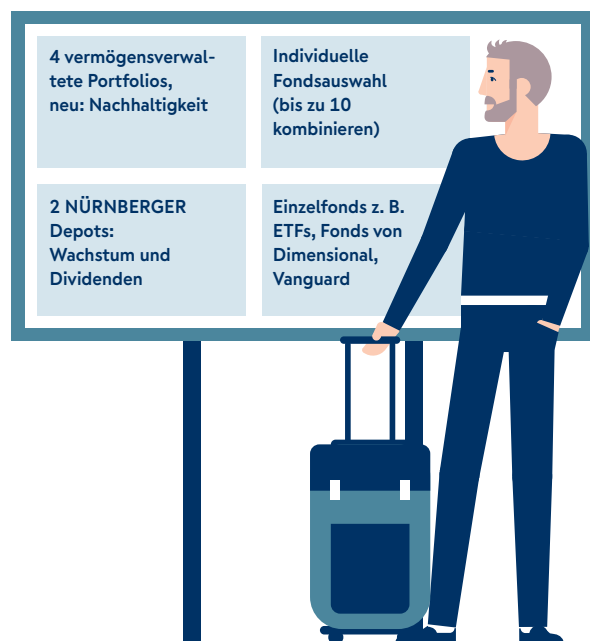 4 vermögensverwal-
tete Portfolios,
neu: Nachhaltigkeit
Individuelle
Fondsauswahl
(bis zu 10
kombinieren)
2 NÜRNBERGER
Depots:
Wachstum und
Dividenden
Einzelfonds z. B.
ETFs, Fonds von
Dimensional,
Vanguard